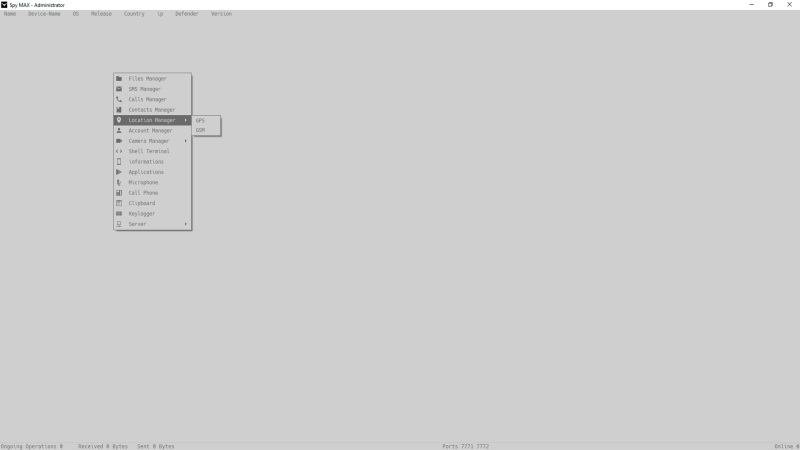 Spy MAX - Administrator
Name Device-Name OS Release Country ip Defender Version
Files Manager
SMS Manager
Calls Manager
Contacts Manager
Location Manager GPS
Account Manager GSM
Camera Manager
Shell Terminal
informations
Applications
Microphone
Call Phone
Clipboard
Keylogger
Server
Ongoing Operations 0 Received 0 Bytes Sent 0 Bytes Ports 7771 7772 Online 0